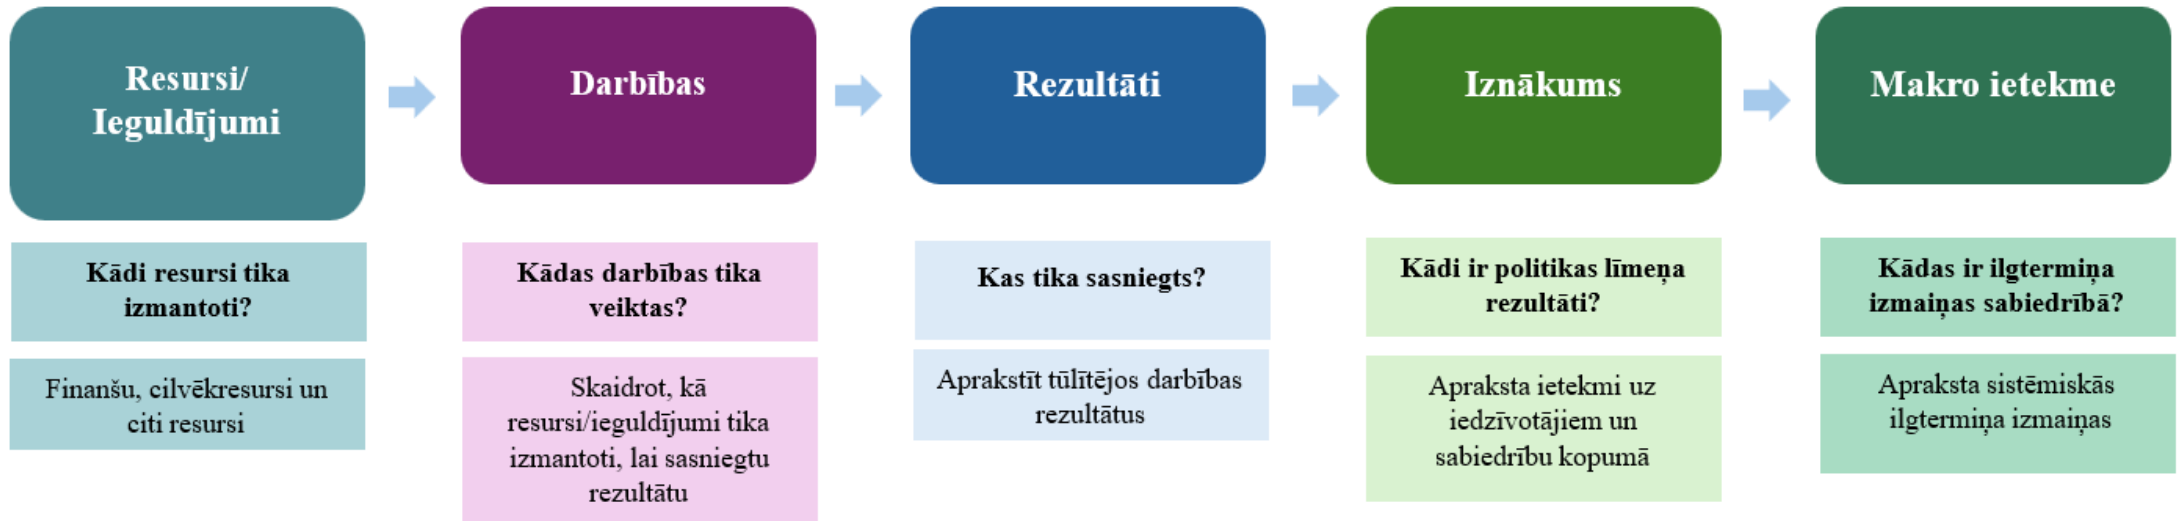 Resursi/
Ieguldījumi
Darbības
Rezultāti
Iznākums
Makro ietekme
Kādi resursi tika
izmantoti?
Kādas darbības tika
veiktas?
Kas tika sasniegts?
Kādi ir politikas līmeņa
rezultāti?
Kādas ir ilgtermiņa
izmaiņas sabiedrībā?
Finanšu, cilvēkresursi un
citi resursi
Skaidrot, kā
resursi/ieguldījumi tika
izmantoti, lai sasniegtu
rezultātu
Aprakstīt tūlītējos darbības
rezultātus
Apraksta ietekmi uz
iedzīvotājiem un
sabiedrību kopumā
Apraksta sistēmiskās
ilgtermiņa izmaiņas